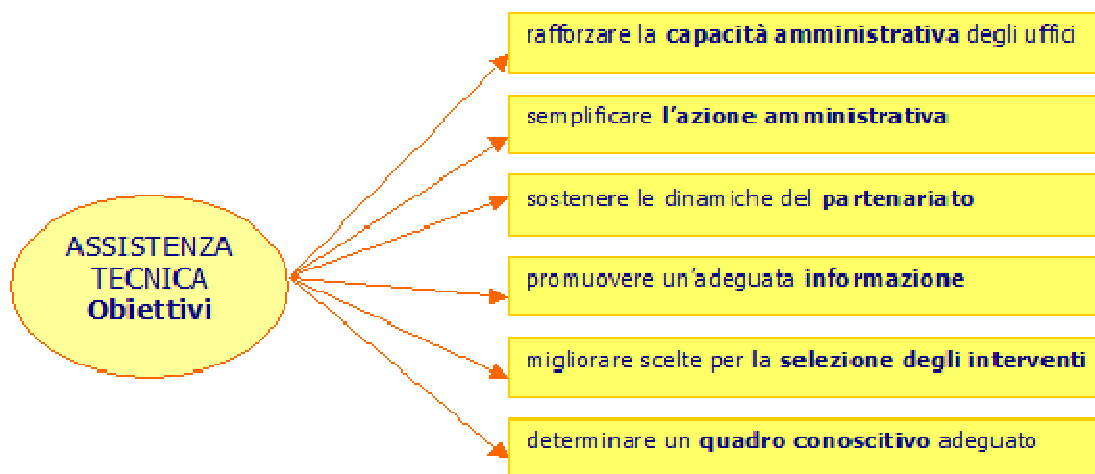 rafforzare la capacità amministrativa degli uffici
semplificare l'azione amministrativa
sostenere le dinamiche del partenariato
ASSISTENZA
TECNICA
Obiettivi
promuovere un'adeguata informazione
migliorare scelte per la selezione degli interventi
determinare un quadro conoscitivo adeguato